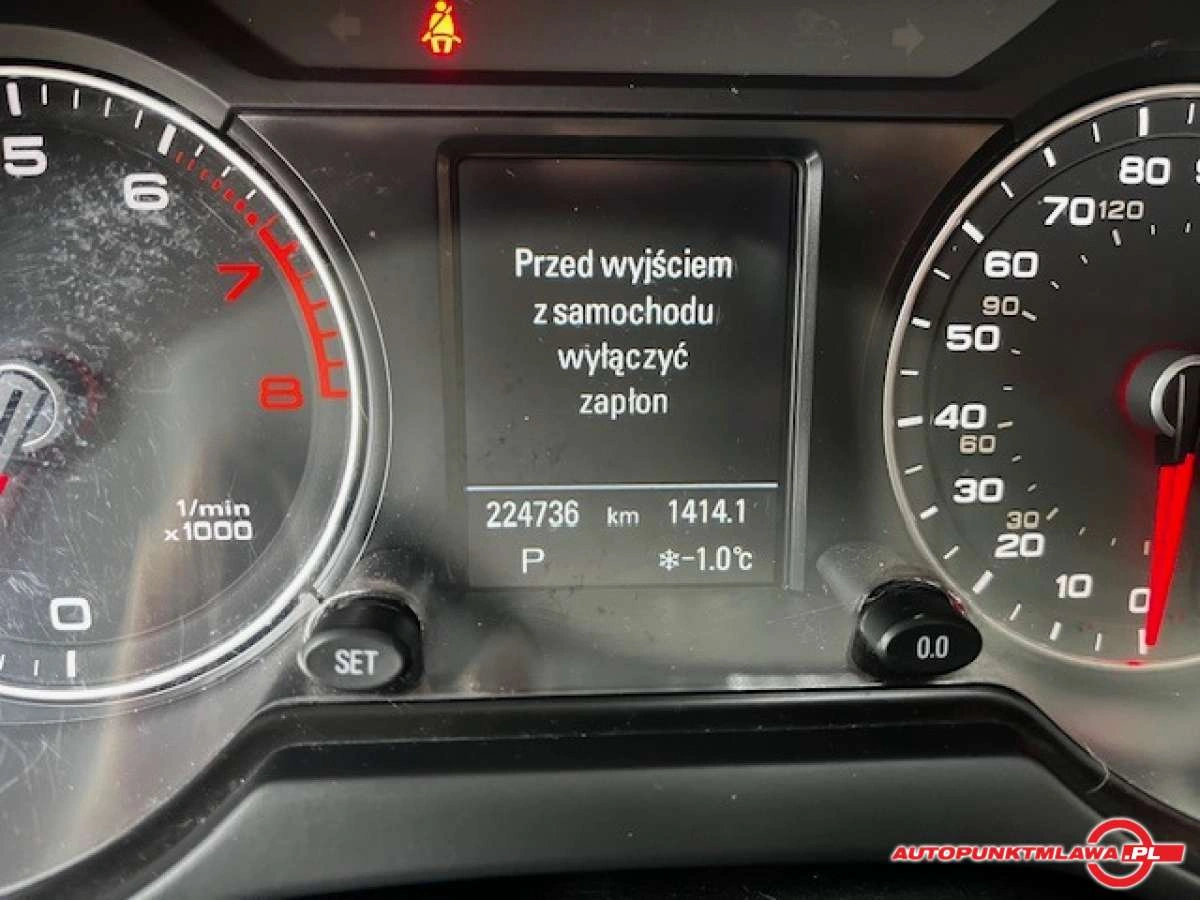 5
6
7
8
1/min
x1000
0
Przed wyjściem
z samochodu
wyłączyć
zapłon
224736 km 1414.1
P -1.0°C
SET
0.0
80
70 120
60
90
50
40
60
30
30
20
10
0
AUTOPUNKTMLAWA.PL